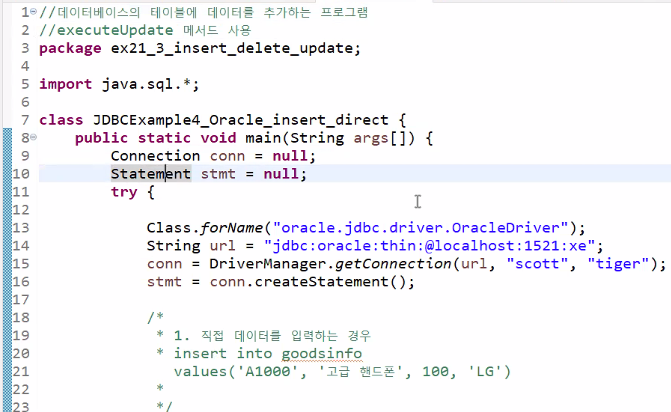 1 //데이터베이스의 테이블에 데이터를 추가하는 프로그램
2 //executeUpdate 메서드 사용
3 package ex21_3_insert_delete_update;
4
5 import java.sql.*;
6
7 class JDBCExample4_Oracle_insert_direct {
8 public static void main(String args[]) {
9 Connection conn = null;
10 Statement stmt = null;
11 try {
12
13 Class.forName("oracle.jdbc.driver.OracleDriver");
14 String url = "jdbc:oracle:thin:@localhost:1521:xe";
15 conn = DriverManager.getConnection(url, "scott", "tiger");
16 stmt = conn.createStatement();
17
18 /*
19 * 1. 직접 데이터를 입력하는 경우
20 * insert into goodsinfo
21 values('A1000', '고급 핸드폰', 100, 'LG')
22 *
23 */